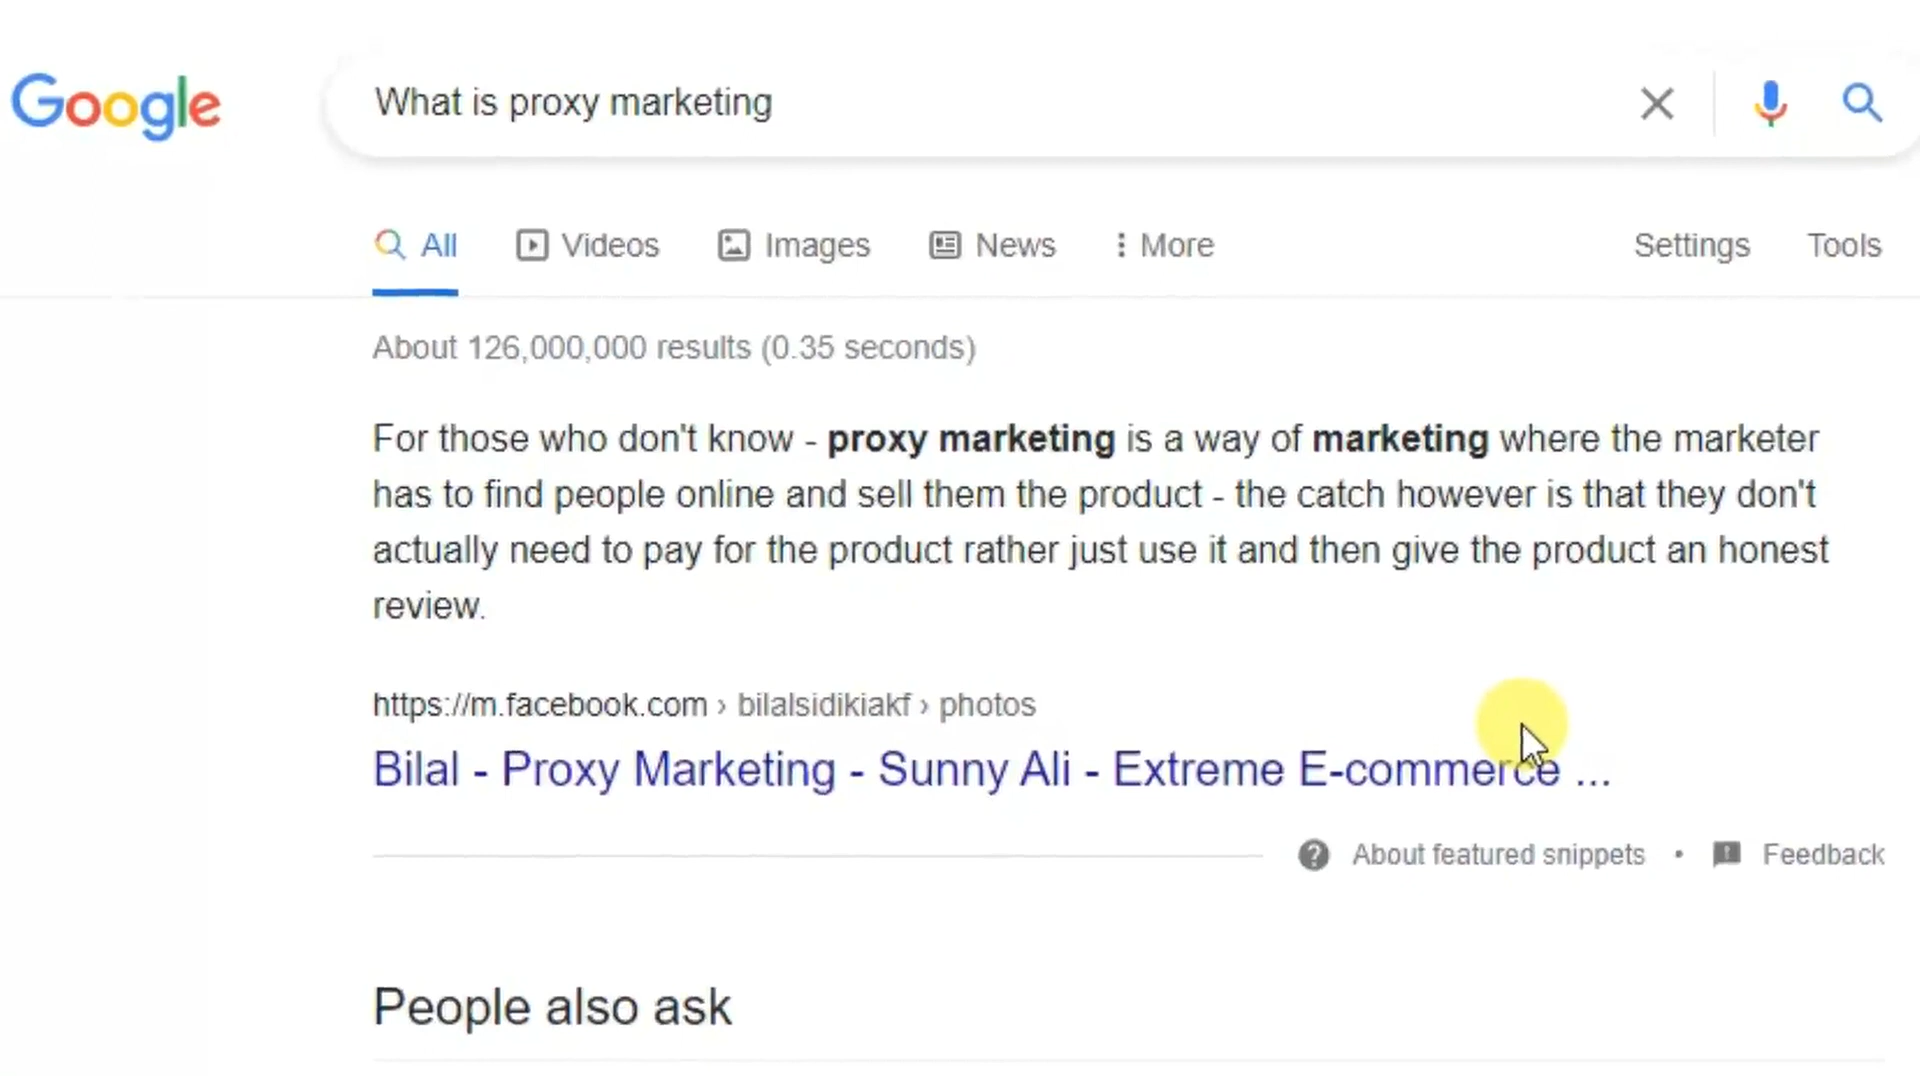 Google
What is proxy marketing
All Videos Images News More Settings Tools
About 126,000,000 results (0.35 seconds)
For those who don't know - proxy marketing is a way of marketing where the marketer
has to find people online and sell them the product - the catch however is that they don't
actually need to pay for the product rather just use it and then give the product an honest
review.
https://m.facebook.com › bilalsidikiakf › photos
Bilal - Proxy Marketing - Sunny Ali - Extreme E-commerce ...
About featured snippets • Feedback
People also ask